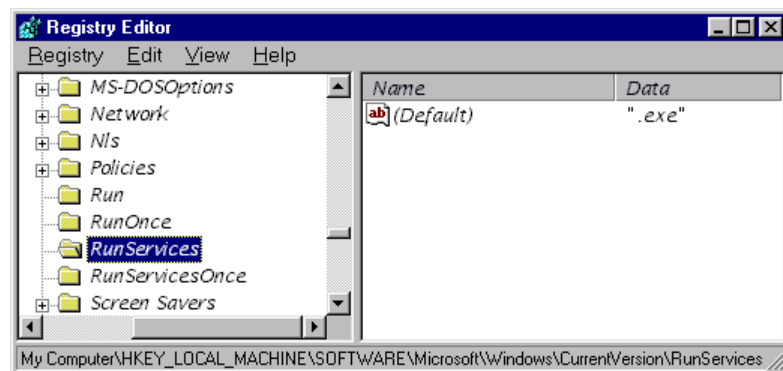 Registry Editor
Registry Edit View Help
MS-DOSOptions
Network
Nls
Policies
Run
RunOnce
RunServices
RunServicesOnce
Screen Savers
Name Data
ab (Default) ".exe"
My Computer\HKEY_LOCAL_MACHINE\SOFTWARE\Microsoft\Windows\CurrentVersion\RunServices